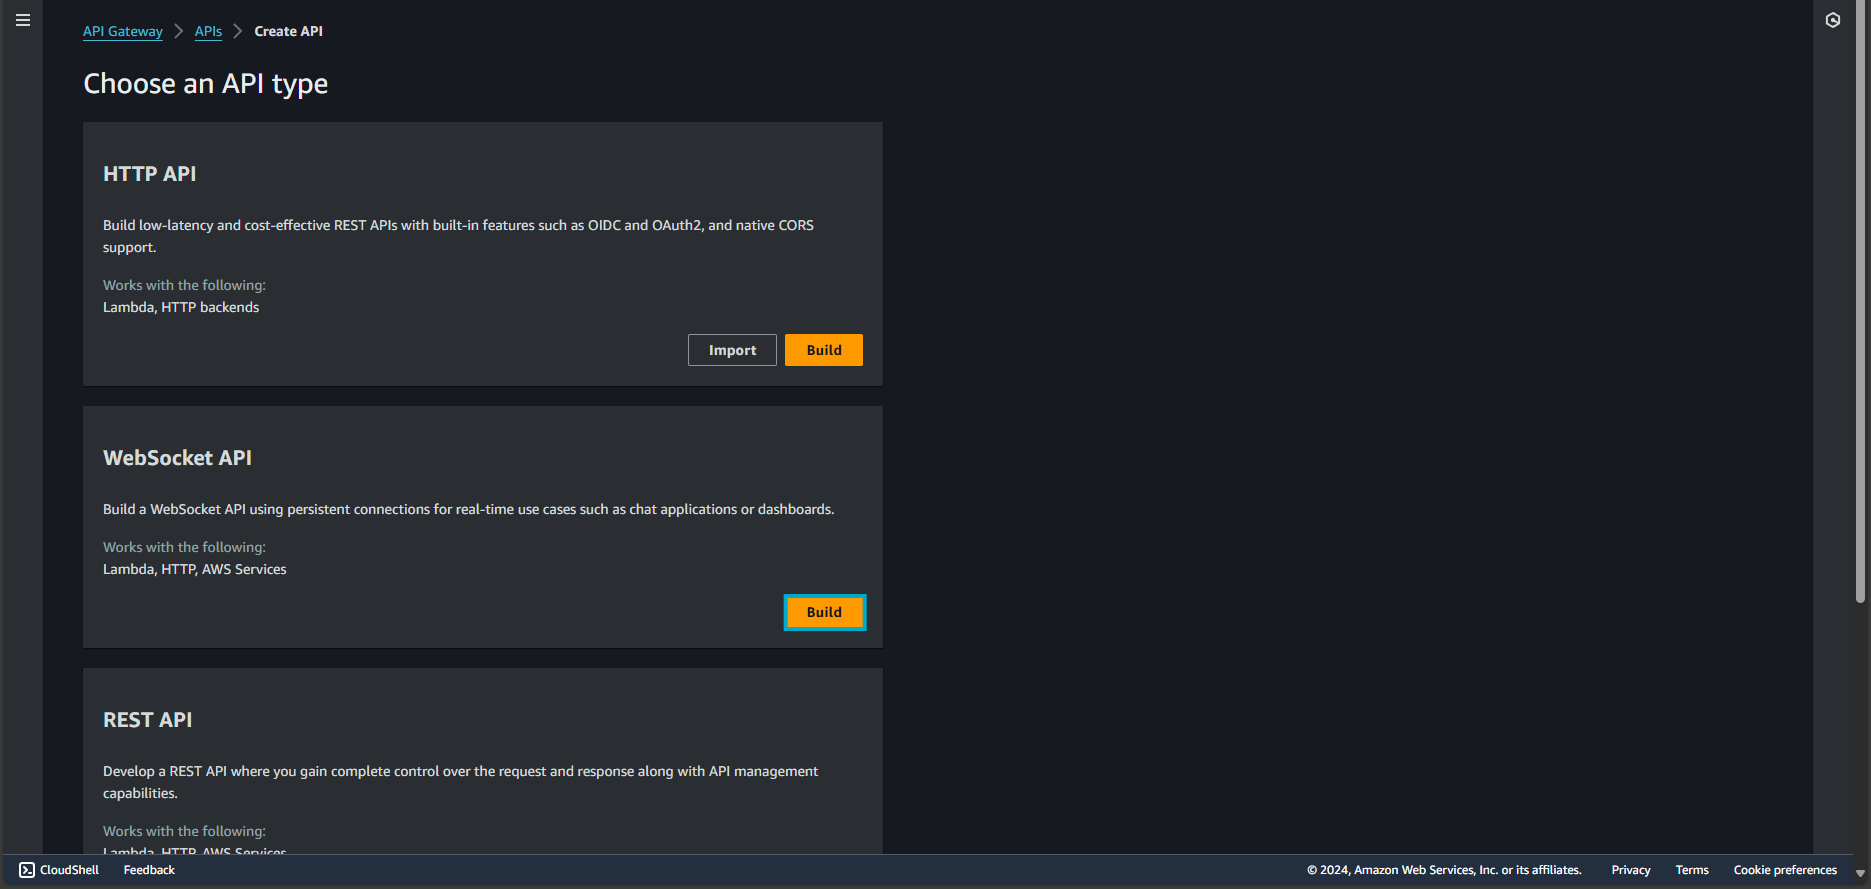 API Gateway > APIs > Create API
Choose an API type
HTTP API
Build low-latency and cost-effective REST APIs with built-in features such as OIDC and OAuth2, and native CORS
support.
Works with the following:
Lambda, HTTP backends
Import Build
WebSocket API
Build a WebSocket API using persistent connections for real-time use cases such as chat applications or dashboards.
Works with the following:
Lambda, HTTP, AWS Services
Build
REST API
Develop a REST API where you gain complete control over the request and response along with API management
capabilities.
Works with the following:
Lambda, HTTP, AWS Services
CloudShell Feedback © 2024, Amazon Web Services, Inc. or its affiliates. Privacy Terms Cookie preferences